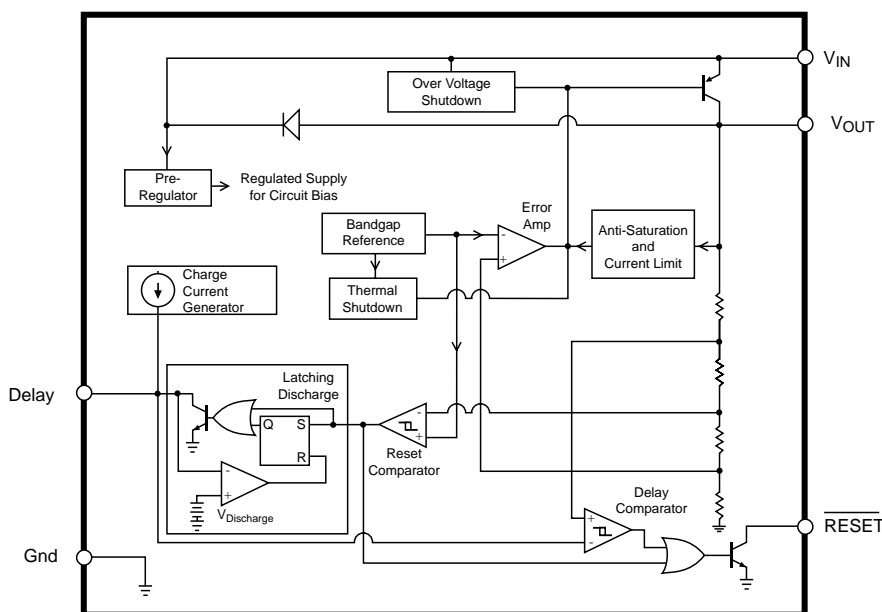 VIN
Over Voltage
Shutdown
VOUT
Pre-
Regulator
Regulated Supply
for Circuit Bias
Bandgap
Reference
Error
Amp
-
+
Anti-Saturation
and
Current Limit
Charge
Current
Generator
Thermal
Shutdown
Delay
Latching
Discharge
Q
S
R
-
+
VDischarge
-
+
Reset
Comparator
Delay
Comparator
+
-
RESET
Gnd